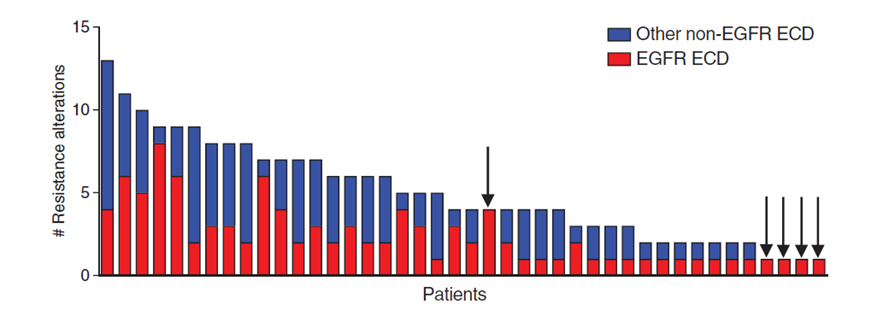 15
Other non-EGFR ECD
EGFR ECD
10
# Resistance alterations
5
0
Patients